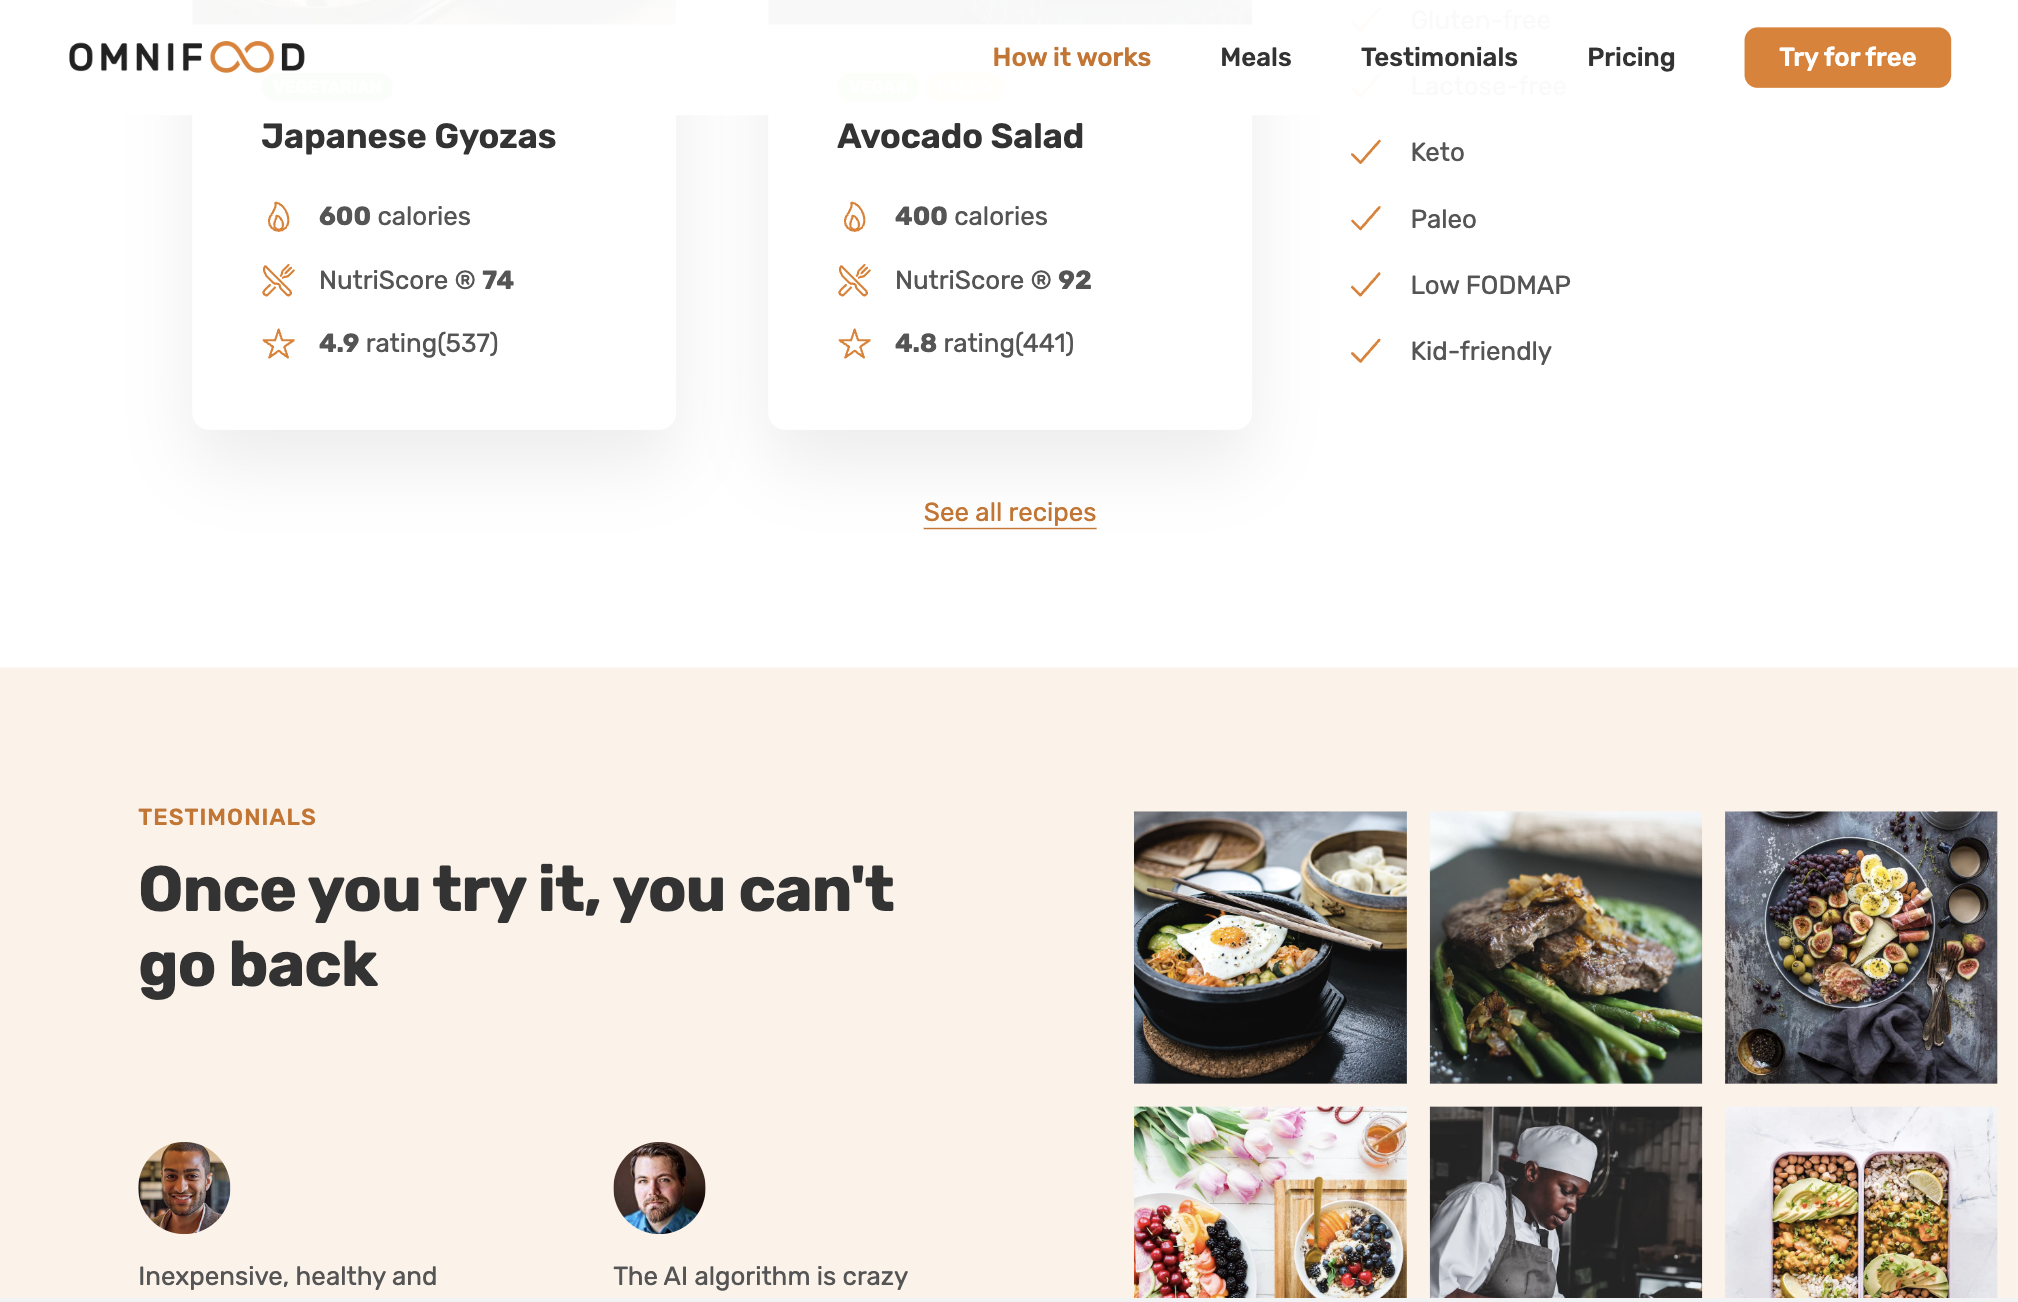 OMNIFOOD
How it works
Meals
Testimonials
Pricing
Try for free
Gluten-free
Lactose-free
VEGETARIAN
Japanese Gyozas
600 calories
NutriScore ® 74
4.9 rating(537)
Avocado Salad
400 calories
NutriScore ® 92
4.8 rating(441)
Keto
Paleo
Low FODMAP
Kid-friendly
See all recipes
TESTIMONIALS
Once you try it, you can't
go back
Inexpensive, healthy and
The AI algorithm is crazy